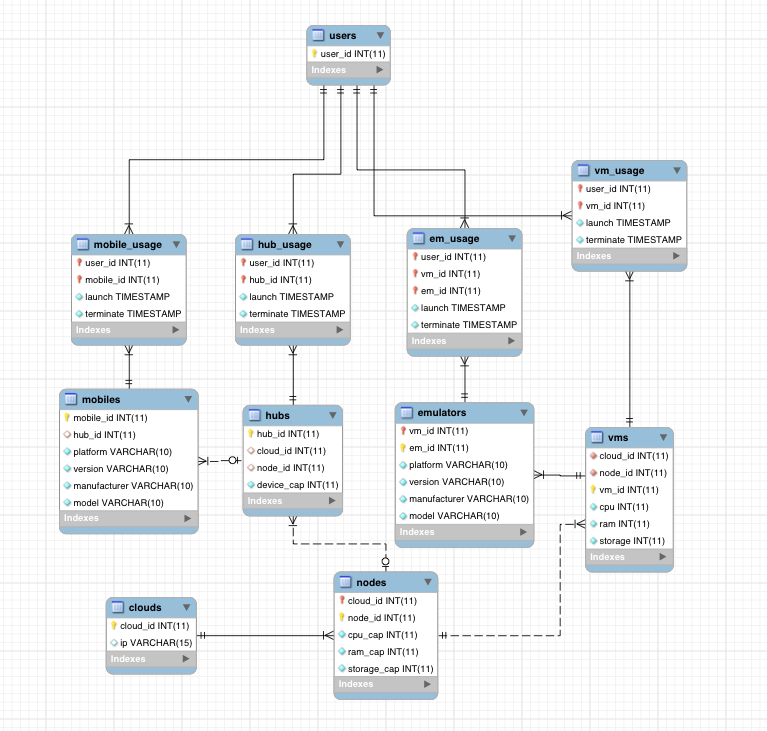 users
user_id INT(11)
Indexes
vm_usage
user_id INT(11)
vm_id INT(11)
launch TIMESTAMP
terminate TIMESTAMP
Indexes
mobile_usage
user_id INT(11)
mobile_id INT(11)
launch TIMESTAMP
terminate TIMESTAMP
Indexes
hub_usage
user_id INT(11)
hub_id INT(11)
launch TIMESTAMP
terminate TIMESTAMP
Indexes
em_usage
user_id INT(11)
vm_id INT(11)
em_id INT(11)
launch TIMESTAMP
terminate TIMESTAMP
Indexes
mobiles
mobile_id INT(11)
hub_id INT(11)
platform VARCHAR(10)
version VARCHAR(10)
manufacturer VARCHAR(10)
model VARCHAR(10)
Indexes
hubs
hub_id INT(11)
cloud_id INT(11)
node_id INT(11)
device_cap INT(11)
Indexes
emulators
vm_id INT(11)
em_id INT(11)
platform VARCHAR(10)
version VARCHAR(10)
manufacturer VARCHAR(10)
model VARCHAR(10)
Indexes
vms
cloud_id INT(11)
node_id INT(11)
vm_id INT(11)
cpu INT(11)
ram INT(11)
storage INT(11)
Indexes
clouds
cloud_id INT(11)
ip VARCHAR(15)
Indexes
nodes
cloud_id INT(11)
node_id INT(11)
cpu_cap INT(11)
ram_cap INT(11)
storage_cap INT(11)
Indexes